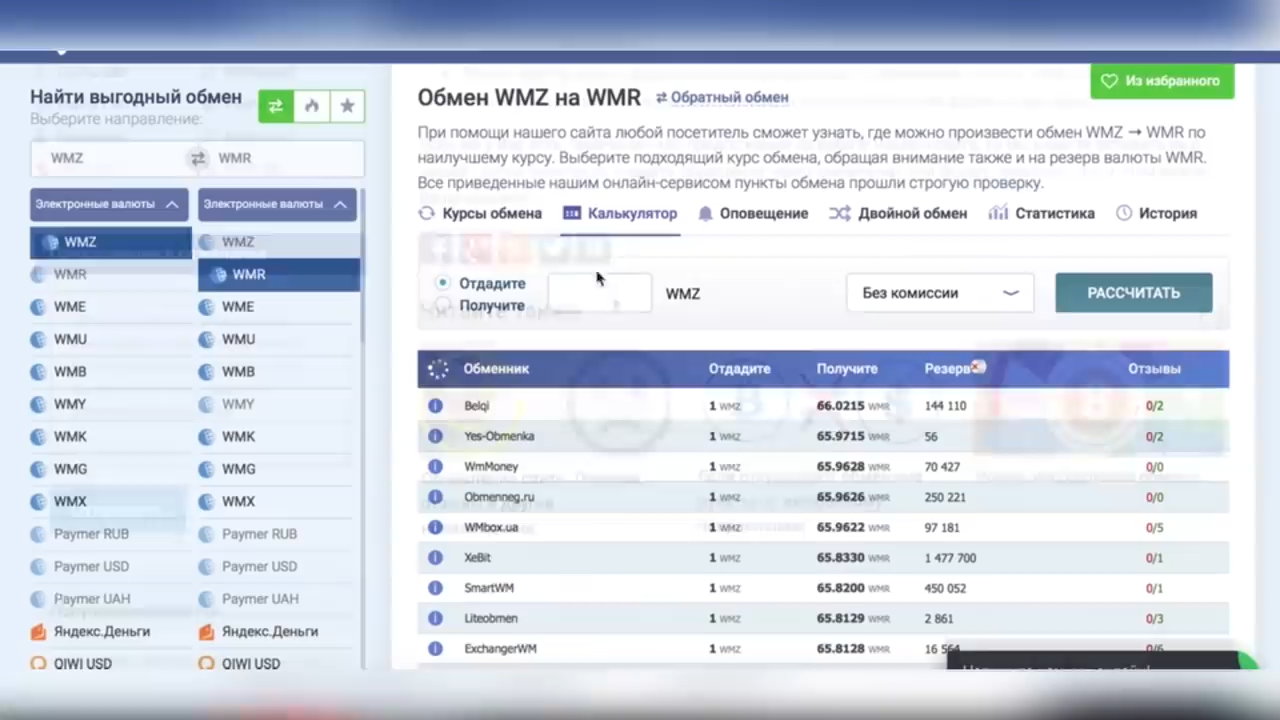 Найти выгодный обмен
Выберите направление:
WMZ WMR
Электронные валюты Электронные валюты
WMZ WMZ
WMR WMR
WME WME
WMU WMU
WMB WMB
WMY WMY
WMK WMK
WMG WMG
WMX WMX
Paymer RUB Paymer RUB
Paymer USD Paymer USD
Paymer UAH Paymer UAH
Яндекс.Деньги Яндекс.Деньги
QIWI USD QIWI USD
Из избранного
Обмен WMZ на WMR Обратный обмен
При помощи нашего сайта любой посетитель сможет узнать, где можно произвести обмен WMZ → WMR по
наилучшему курсу. Выберите подходящий курс обмена, обращая внимание также и на резерв валюты WMR.
Все приведенные нашим онлайн-сервисом пункты обмена прошли строгую проверку.
Курсы обмена Калькулятор Оповещение Двойной обмен Статистика История
Отдадите
Получите
WMZ Без комиссии РАССЧИТАТЬ
Обменник Отдадите Получите Резерв Отзывы
Belqi 1 WMZ 66.0215 WMR 144 110 0/2
Yes-Obmenka 1 WMZ 65.9715 WMR 56 0/2
WmMoney 1 WMZ 65.9628 WMR 70 427 0/0
Obmenneg.ru 1 WMZ 65.9626 WMR 250 221 0/0
WMbox.ua 1 WMZ 65.9622 WMR 97 181 0/5
XeBit 1 WMZ 65.8330 WMR 1 477 700 0/1
SmartWM 1 WMZ 65.8200 WMR 450 052 0/1
Liteobmen 1 WMZ 65.8129 WMR 2 861 0/3
ExchangerWM 1 WMZ 65.8128 WMR 16 564 0/6